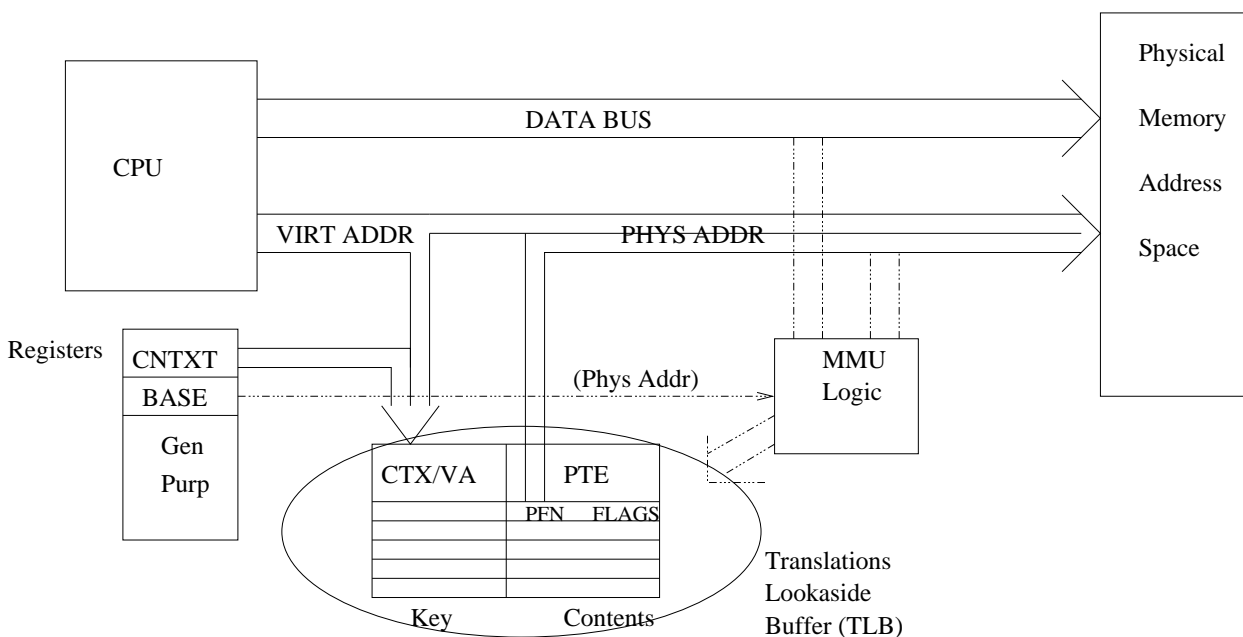 Physical
Memory
Address
Space
DATA BUS
CPU
VIRT ADDR
PHYS ADDR
Registers
CNTXT
BASE
Gen
Purp
(Phys Addr)
MMU
Logic
CTX/VA
PTE
PFN
FLAGS
Key
Contents
Translations
Lookaside
Buffer (TLB)